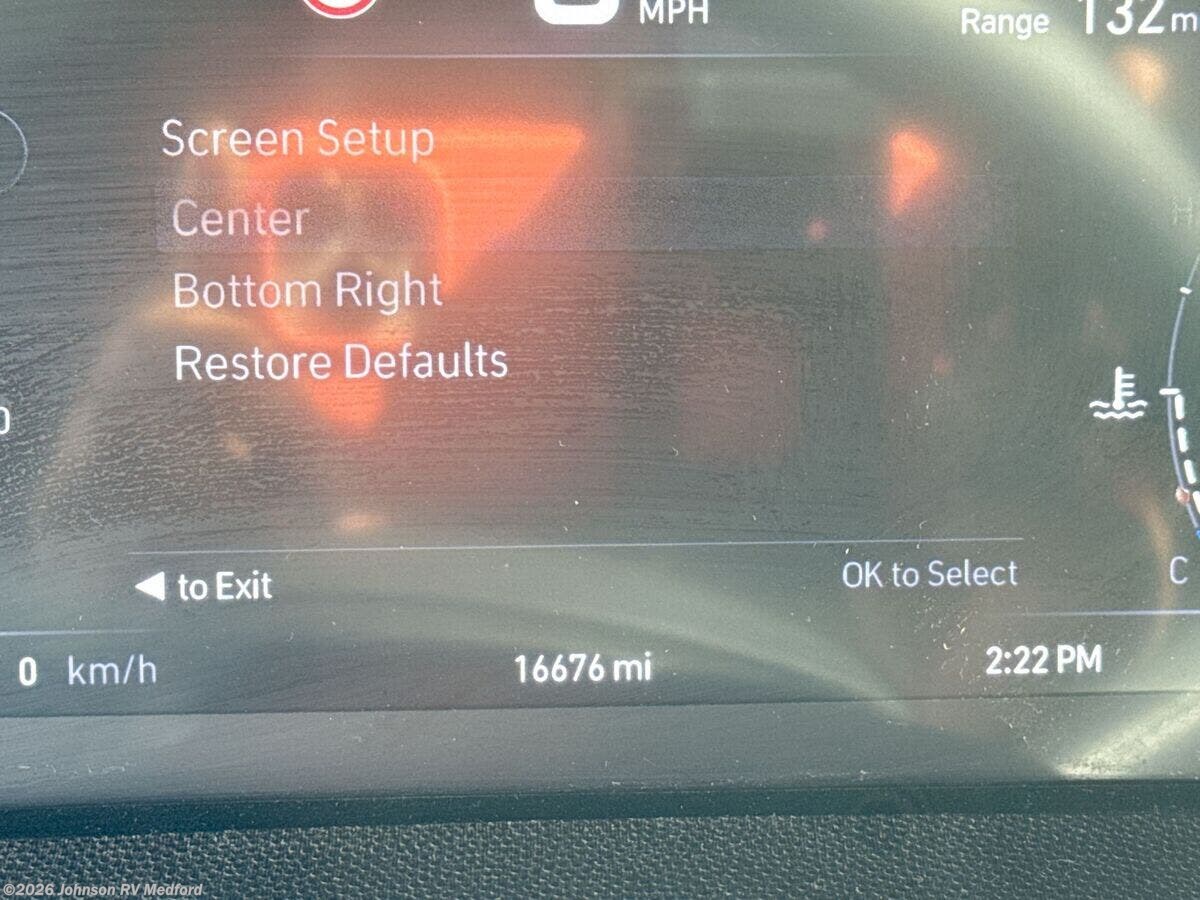 MPH
Range 132 m
Screen Setup
Center
Bottom Right
Restore Defaults
H
to Exit
OK to Select
C
0 km/h
16676 mi
2:22 PM
©2026 Johnson RV Medford